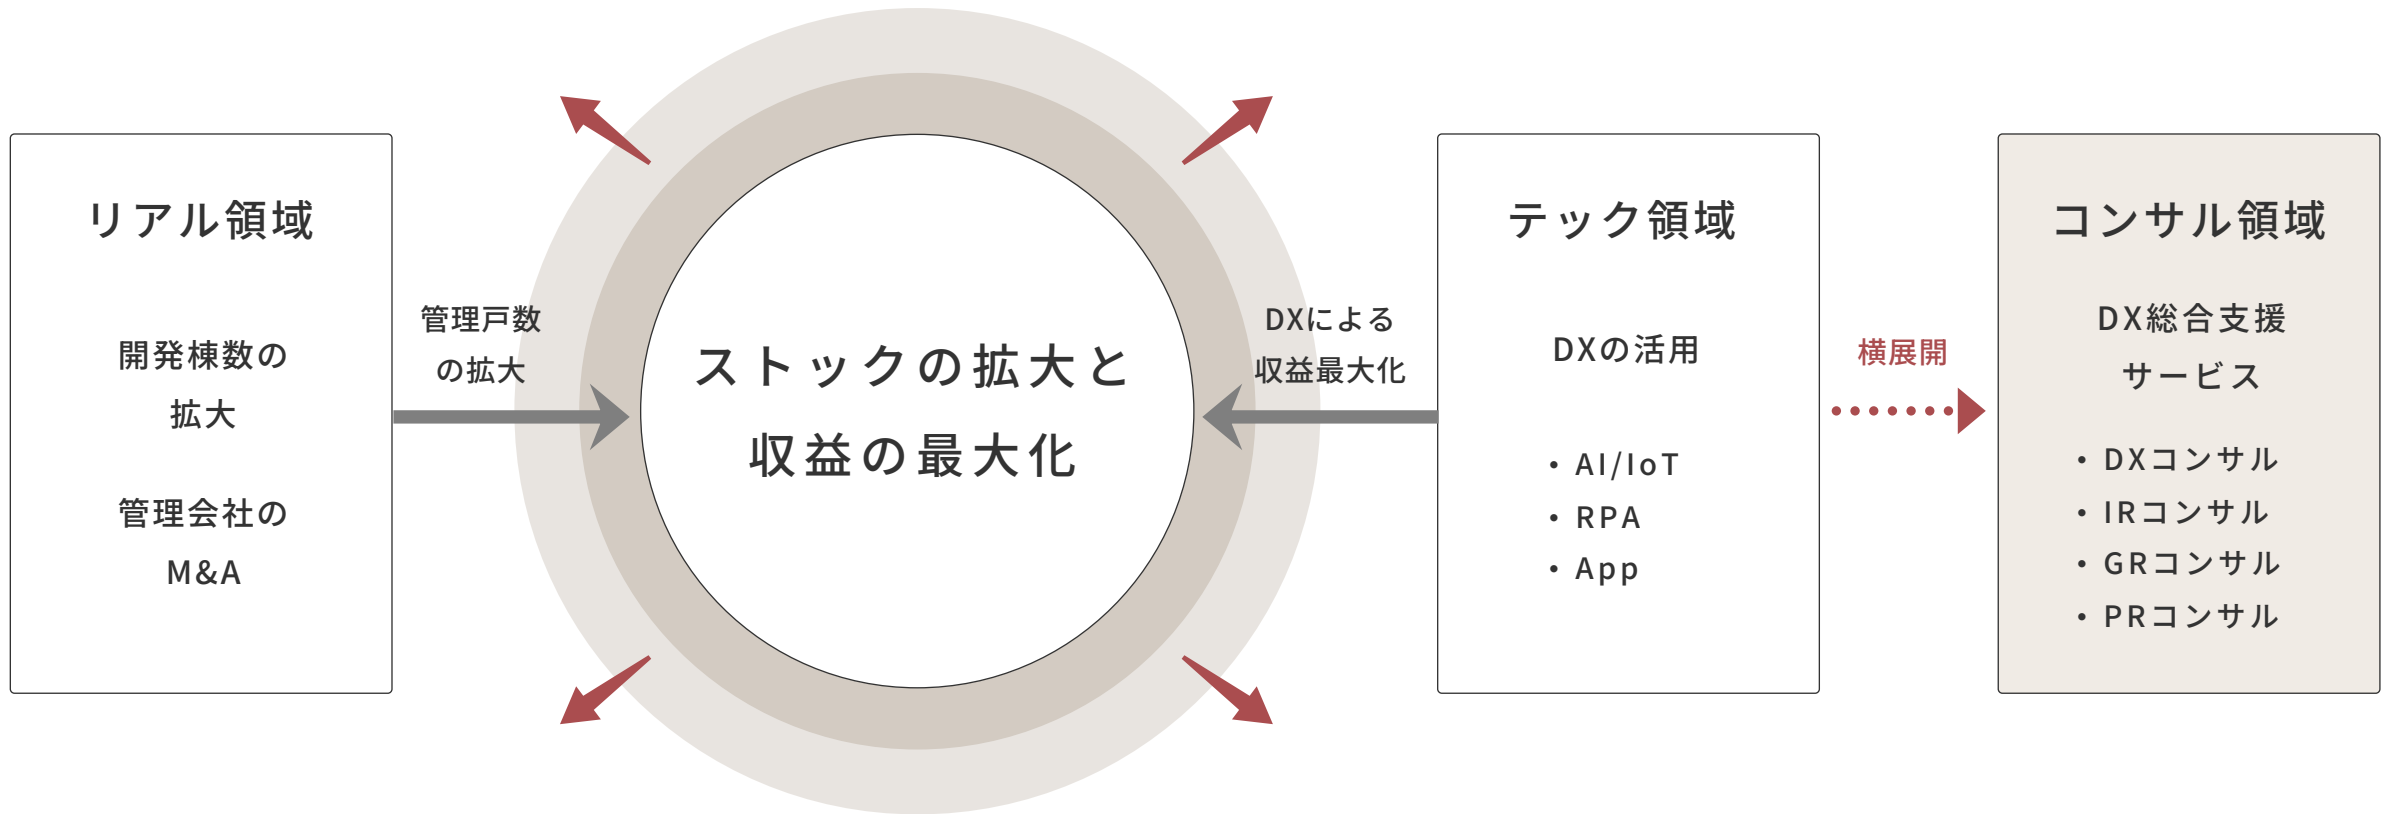 リアル領域
開発棟数の
拡大
管理会社の
M&A
管理戸数
の拡大
ストックの拡大と
収益の最大化
DXによる
収益最大化
テック領域
DXの活用
・AI/IoT
・RPA
・App
横展開
コンサル領域
DX総合支援
サービス
・DXコンサル
・IRコンサル
・GRコンサル
・PRコンサル